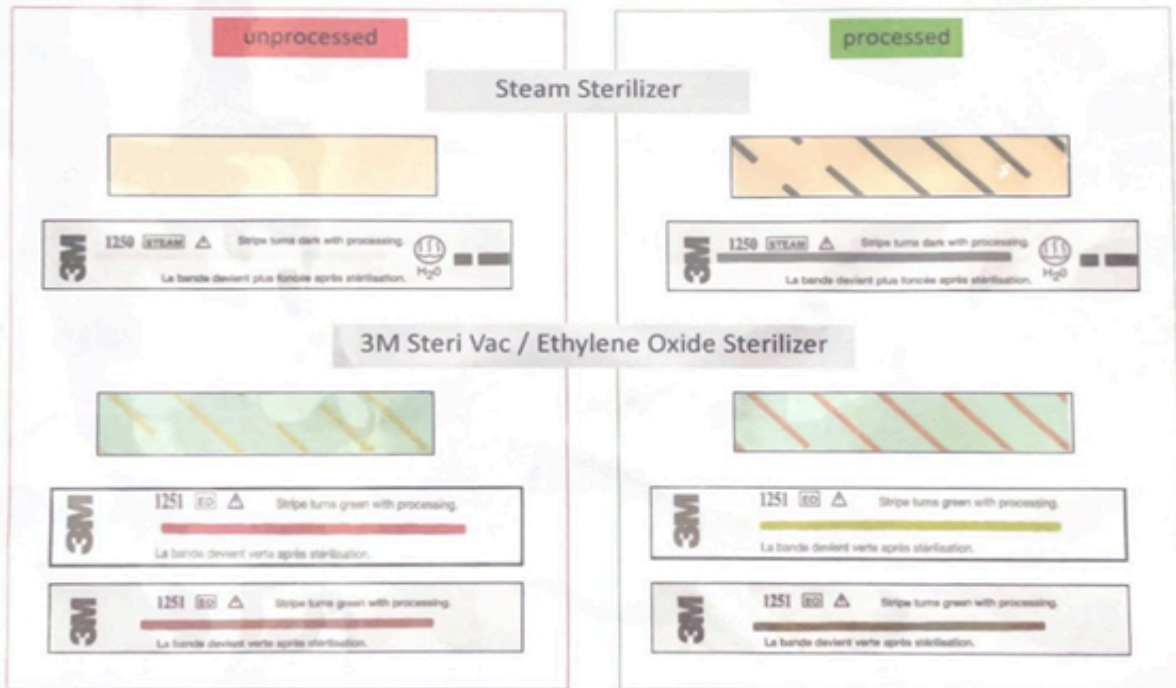 unprocessed
processed
Steam Sterilizer
3M
1250 STEAM ⚠ Stripe turns dark with processing.
H₂O
La bande devient plus foncée après stérilisation.
3M
1250 STEAM ⚠ Stripe turns dark with processing.
H₂O
La bande devient plus foncée après stérilisation.
3M Steri Vac / Ethylene Oxide Sterilizer
3M
1251 EO ⚠ Stripe turns green with processing.
La bande devient verte après stérilisation.
3M
1251 EO ⚠ Stripe turns green with processing.
La bande devient verte après stérilisation.
3M
1251 EO ⚠ Stripe turns green with processing.
La bande devient verte après stérilisation.
3M
1251 EO ⚠ Stripe turns green with processing.
La bande devient verte après stérilisation.